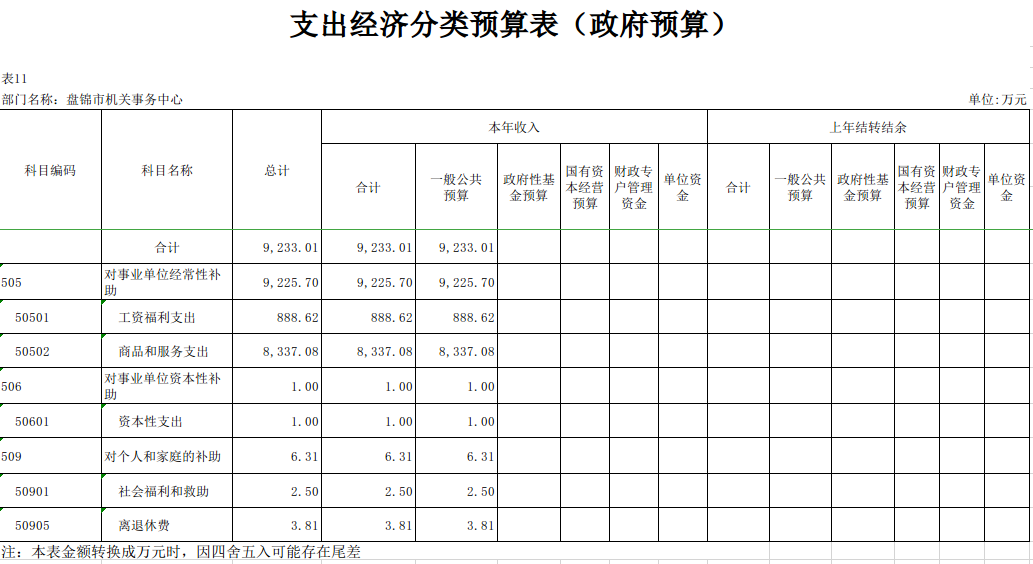 支出经济分类预算表（政府预算）
表11
部门名称：盘锦市机关事务中心 单位:万元
科目编码 科目名称 总计 本年收入 上年结转结余
合计 一般公共预算 政府性基金预算 国有资本经营预算 财政专户管理资金 单位资金 合计 一般公共预算 政府性基金预算 国有资本经营预算 财政专户管理资金 单位资金
合计 9,233.01 9,233.01 9,233.01
505 对事业单位经常性补助 9,225.70 9,225.70 9,225.70
50501 工资福利支出 888.62 888.62 888.62
50502 商品和服务支出 8,337.08 8,337.08 8,337.08
506 对事业单位资本性补助 1.00 1.00 1.00
50601 资本性支出 1.00 1.00 1.00
509 对个人和家庭的补助 6.31 6.31 6.31
50901 社会福利和救助 2.50 2.50 2.50
50905 离退休费 3.81 3.81 3.81
注：本表金额转换成万元时，因四舍五入可能存在尾差